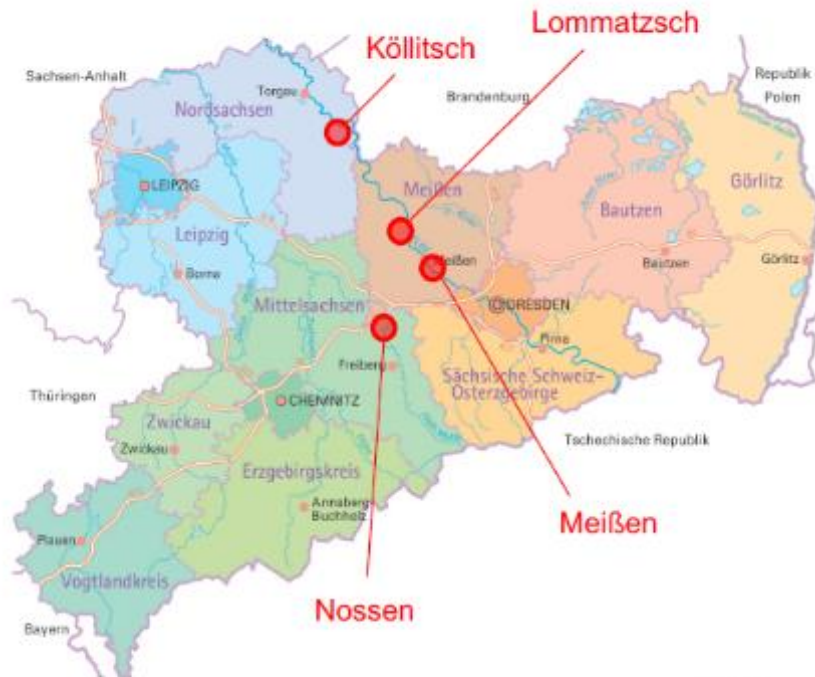 Lommatzsch
Köllitsch
Sachsen-Anhalt
Republik
Polen
Torgau
Brandenburg
Nordsachsen
LEIPZIG
Meißen
Görlitz
Bautzen
Leipzig
Meißen
Borna
Bautzen
Görlitz
Mittelsachsen
DRESDEN
Pirna
Freiberg
Sächsische Schweiz-
Osterzgebirge
Thüringen
CHEMNITZ
Zwickau
Zwickau
Tschechische Republik
Erzgebirgskreis
Annaberg-
Buchholz
Meißen
Plauen
Vogtlandkreis
Nossen
Bayern